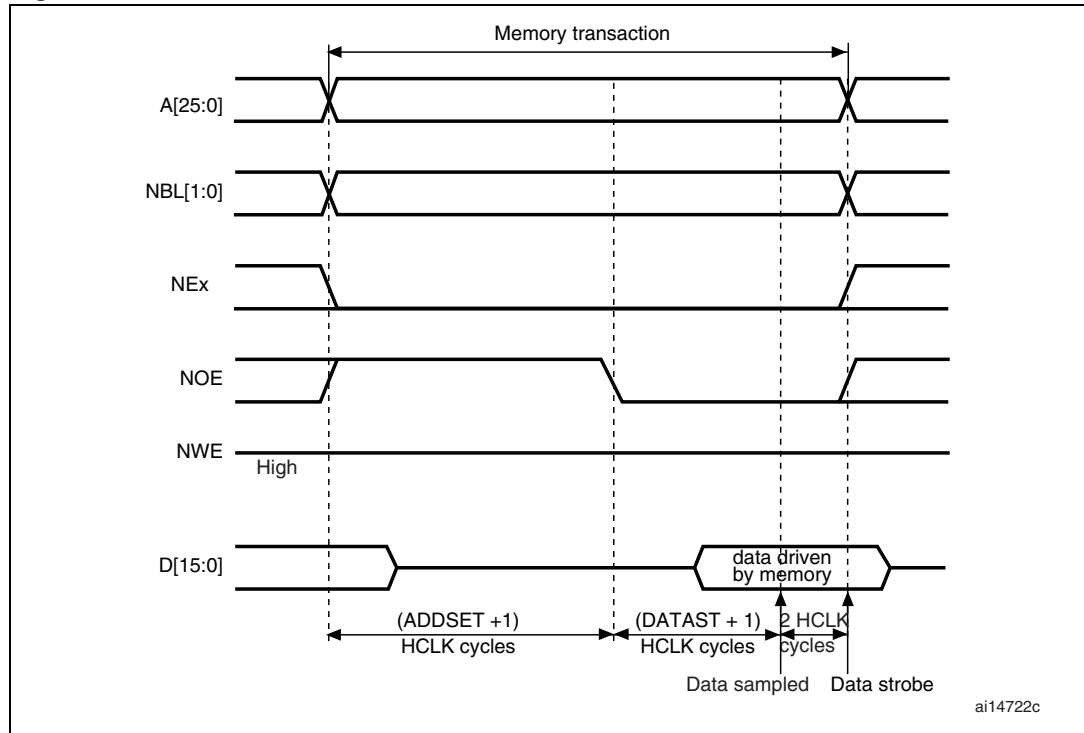 Memory transaction
A[25:0]
NBL[1:0]
NEx
NOE
NWE
High
D[15:0]
data driven
by memory
(ADDSET +1)
HCLK cycles
(DATAST + 1)
HCLK cycles
2 HCLK
cycles
Data sampled
Data strobe
ai14722c